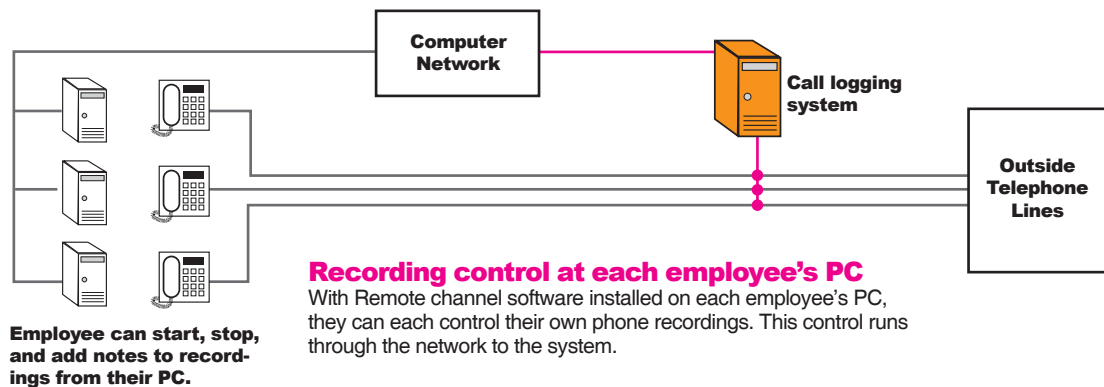 Computer
Network
Call logging
system
Outside
Telephone
Lines
Recording control at each employee’s PC
With Remote channel software installed on each employee’s PC,
they can each control their own phone recordings. This control runs
through the network to the system.
Employee can start, stop,
and add notes to record-
ings from their PC.